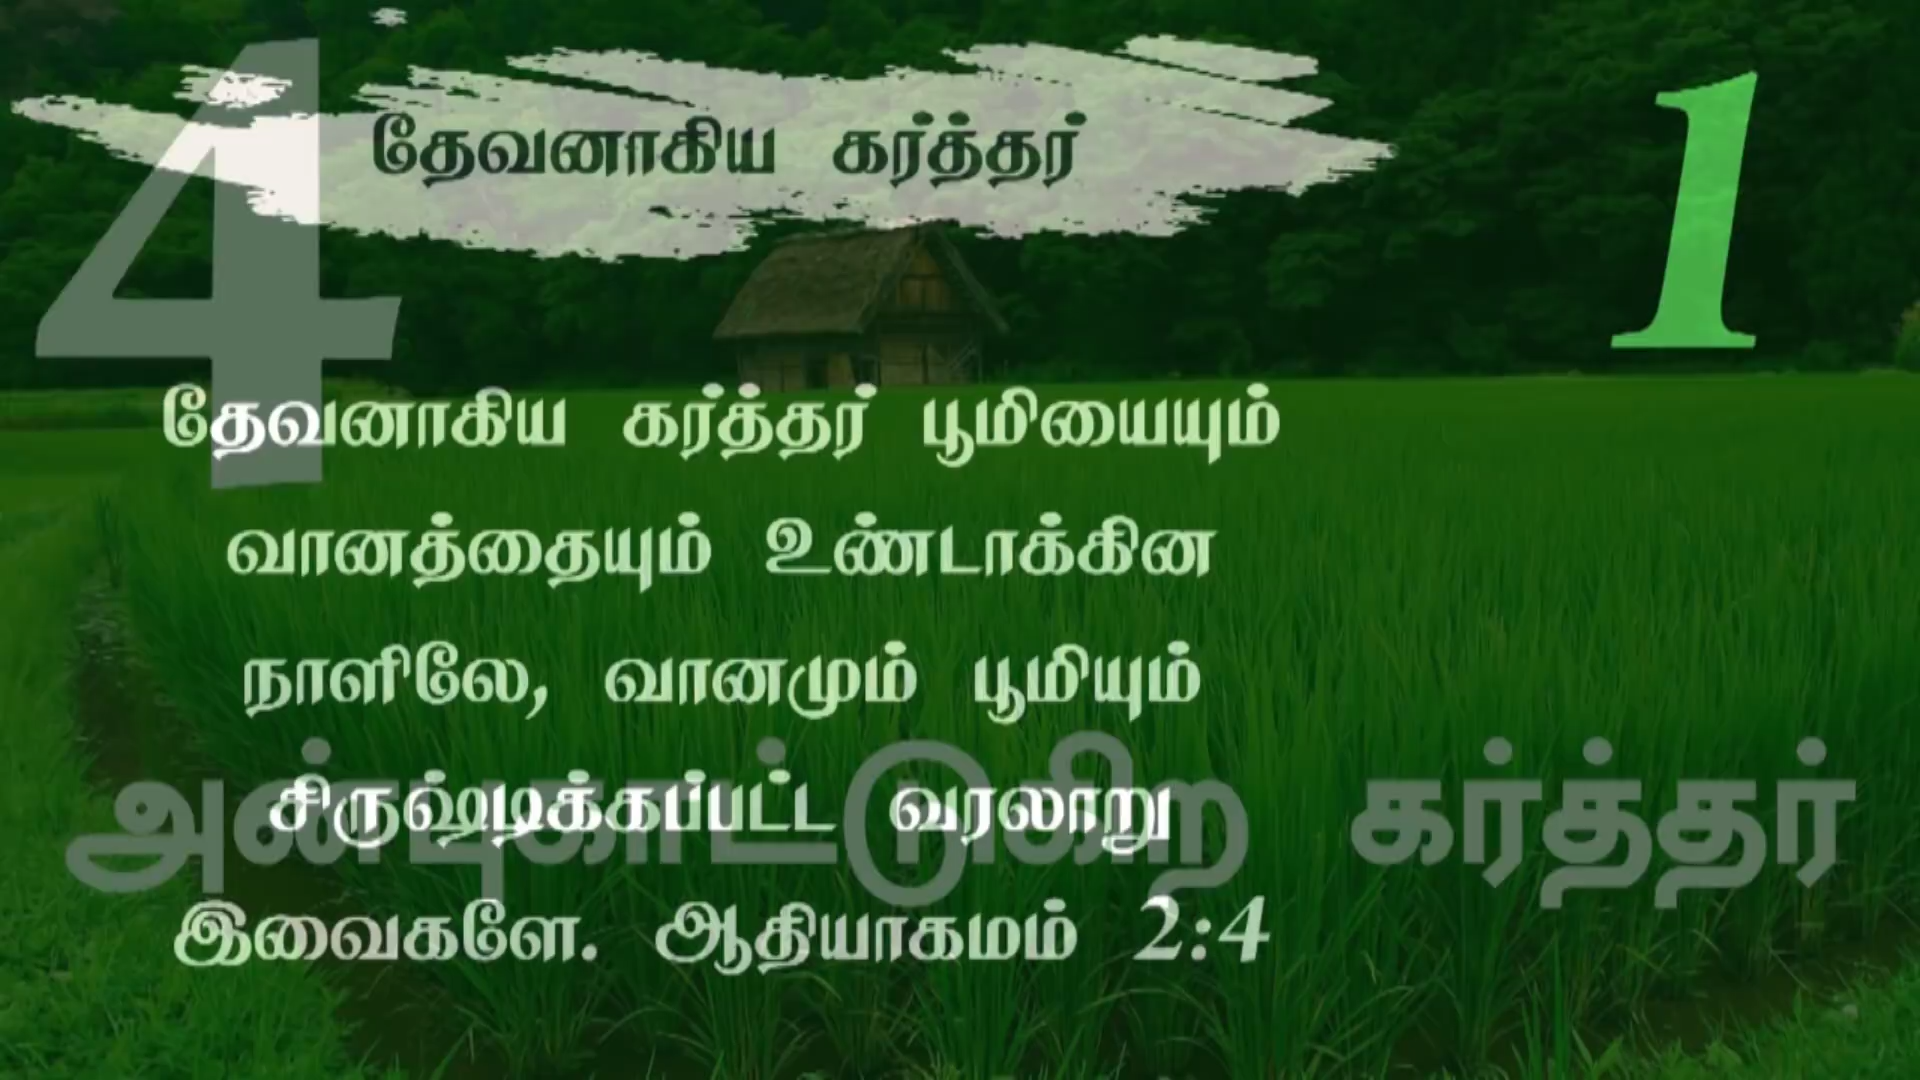 4
தேவனாகிய கர்த்தர்
1
தேவனாகிய கர்த்தர் பூமியையும்
வானத்தையும் உண்டாக்கின
நாளிலே, வானமும் பூமியும்
சிருஷ்டிக்கப்பட்ட வரலாறு
அன்புகாட்டுகிற கர்த்தர்
இவைகளே. ஆதியாகமம் 2:4